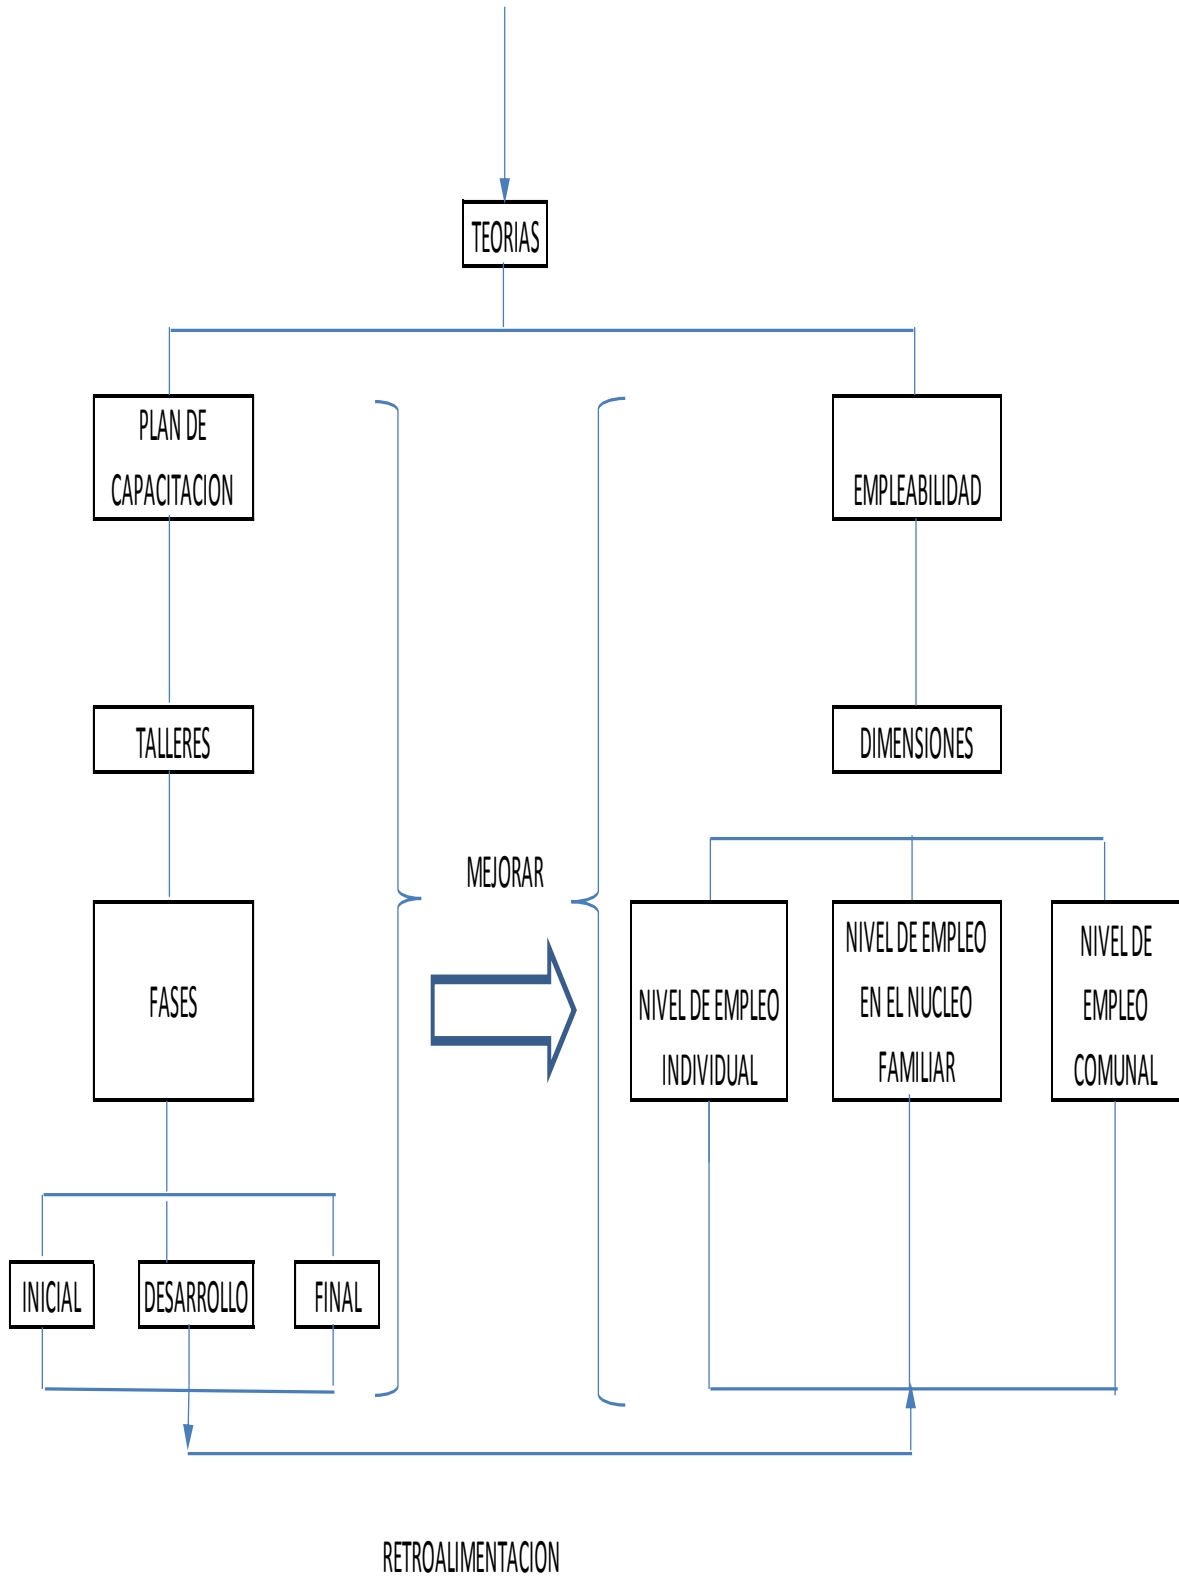 TEORIAS
PLAN DE
CAPACITACION
EMPLEABILIDAD
TALLERES
DIMENSIONES
MEJORAR
FASES
NIVEL DE EMPLEO
INDIVIDUAL
NIVEL DE EMPLEO
EN EL NUCLEO
FAMILIAR
NIVEL DE
EMPLEO
COMUNAL
INICIAL
DESARROLLO
FINAL
RETROALIMENTACION